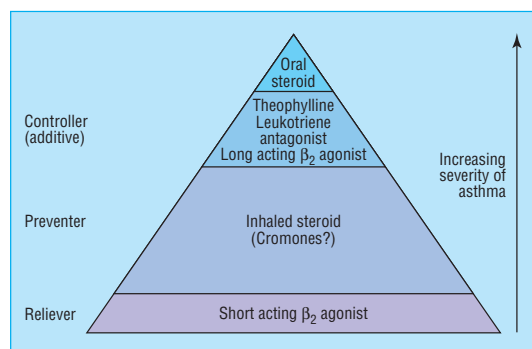 Oral
steroid
Controller
(additive)
Theophylline
Leukotriene
antagonist
Long acting β₂ agonist
Increasing
severity of
asthma
Preventer
Inhaled steroid
(Cromones?)
Reliever
Short acting β₂ agonist